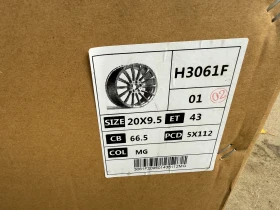 H3061F
01 02
SIZE 20X9.5 ET 43
CB 66.5 PCD 5X112
COL MG